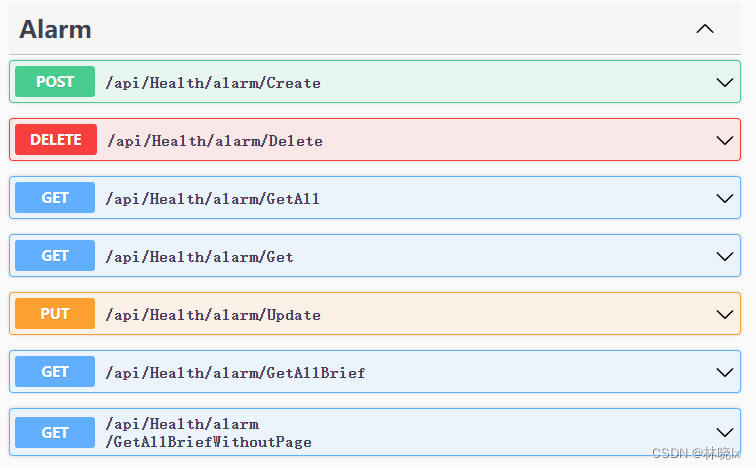 Alarm
POST /api/Health/alarm/Create
DELETE /api/Health/alarm/Delete
GET /api/Health/alarm/GetAll
GET /api/Health/alarm/Get
PUT /api/Health/alarm/Update
GET /api/Health/alarm/GetAllBrief
GET /api/Health/alarm
/GetAllBriefWithoutPage
CSDN @林晓lx